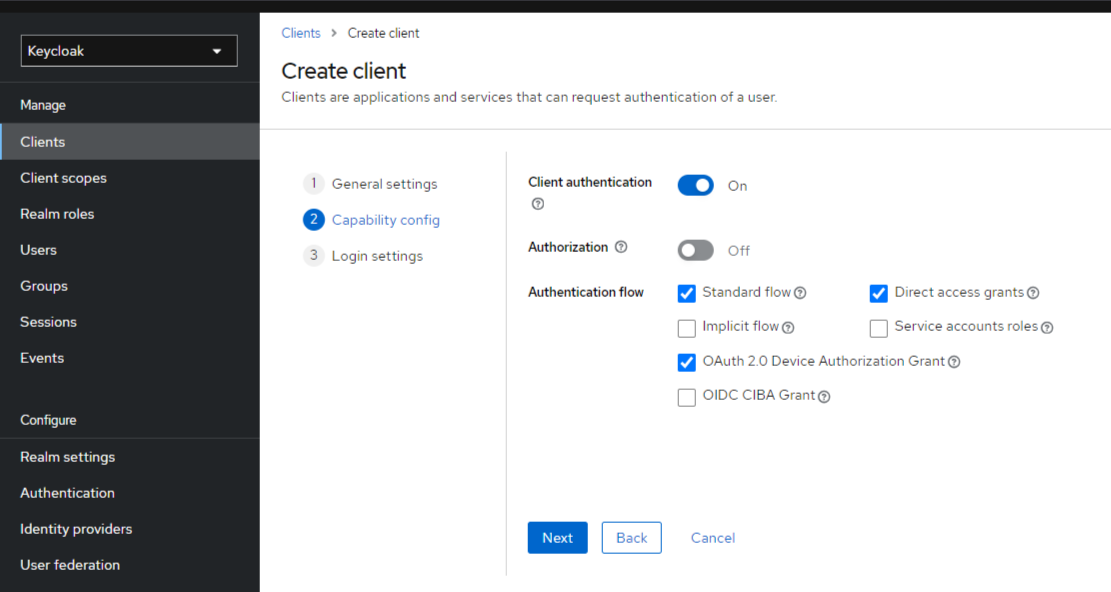 Keycloak
Manage
Clients
Client scopes
Realm roles
Users
Groups
Sessions
Events
Configure
Realm settings
Authentication
Identity providers
User federation
Clients > Create client
Create client
Clients are applications and services that can request authentication of a user.
1 General settings
2 Capability config
3 Login settings
Client authentication
On
Authorization
Off
Authentication flow
Standard flow
Direct access grants
Implicit flow
Service accounts roles
OAuth 2.0 Device Authorization Grant
OIDC CIBA Grant
Next Back Cancel